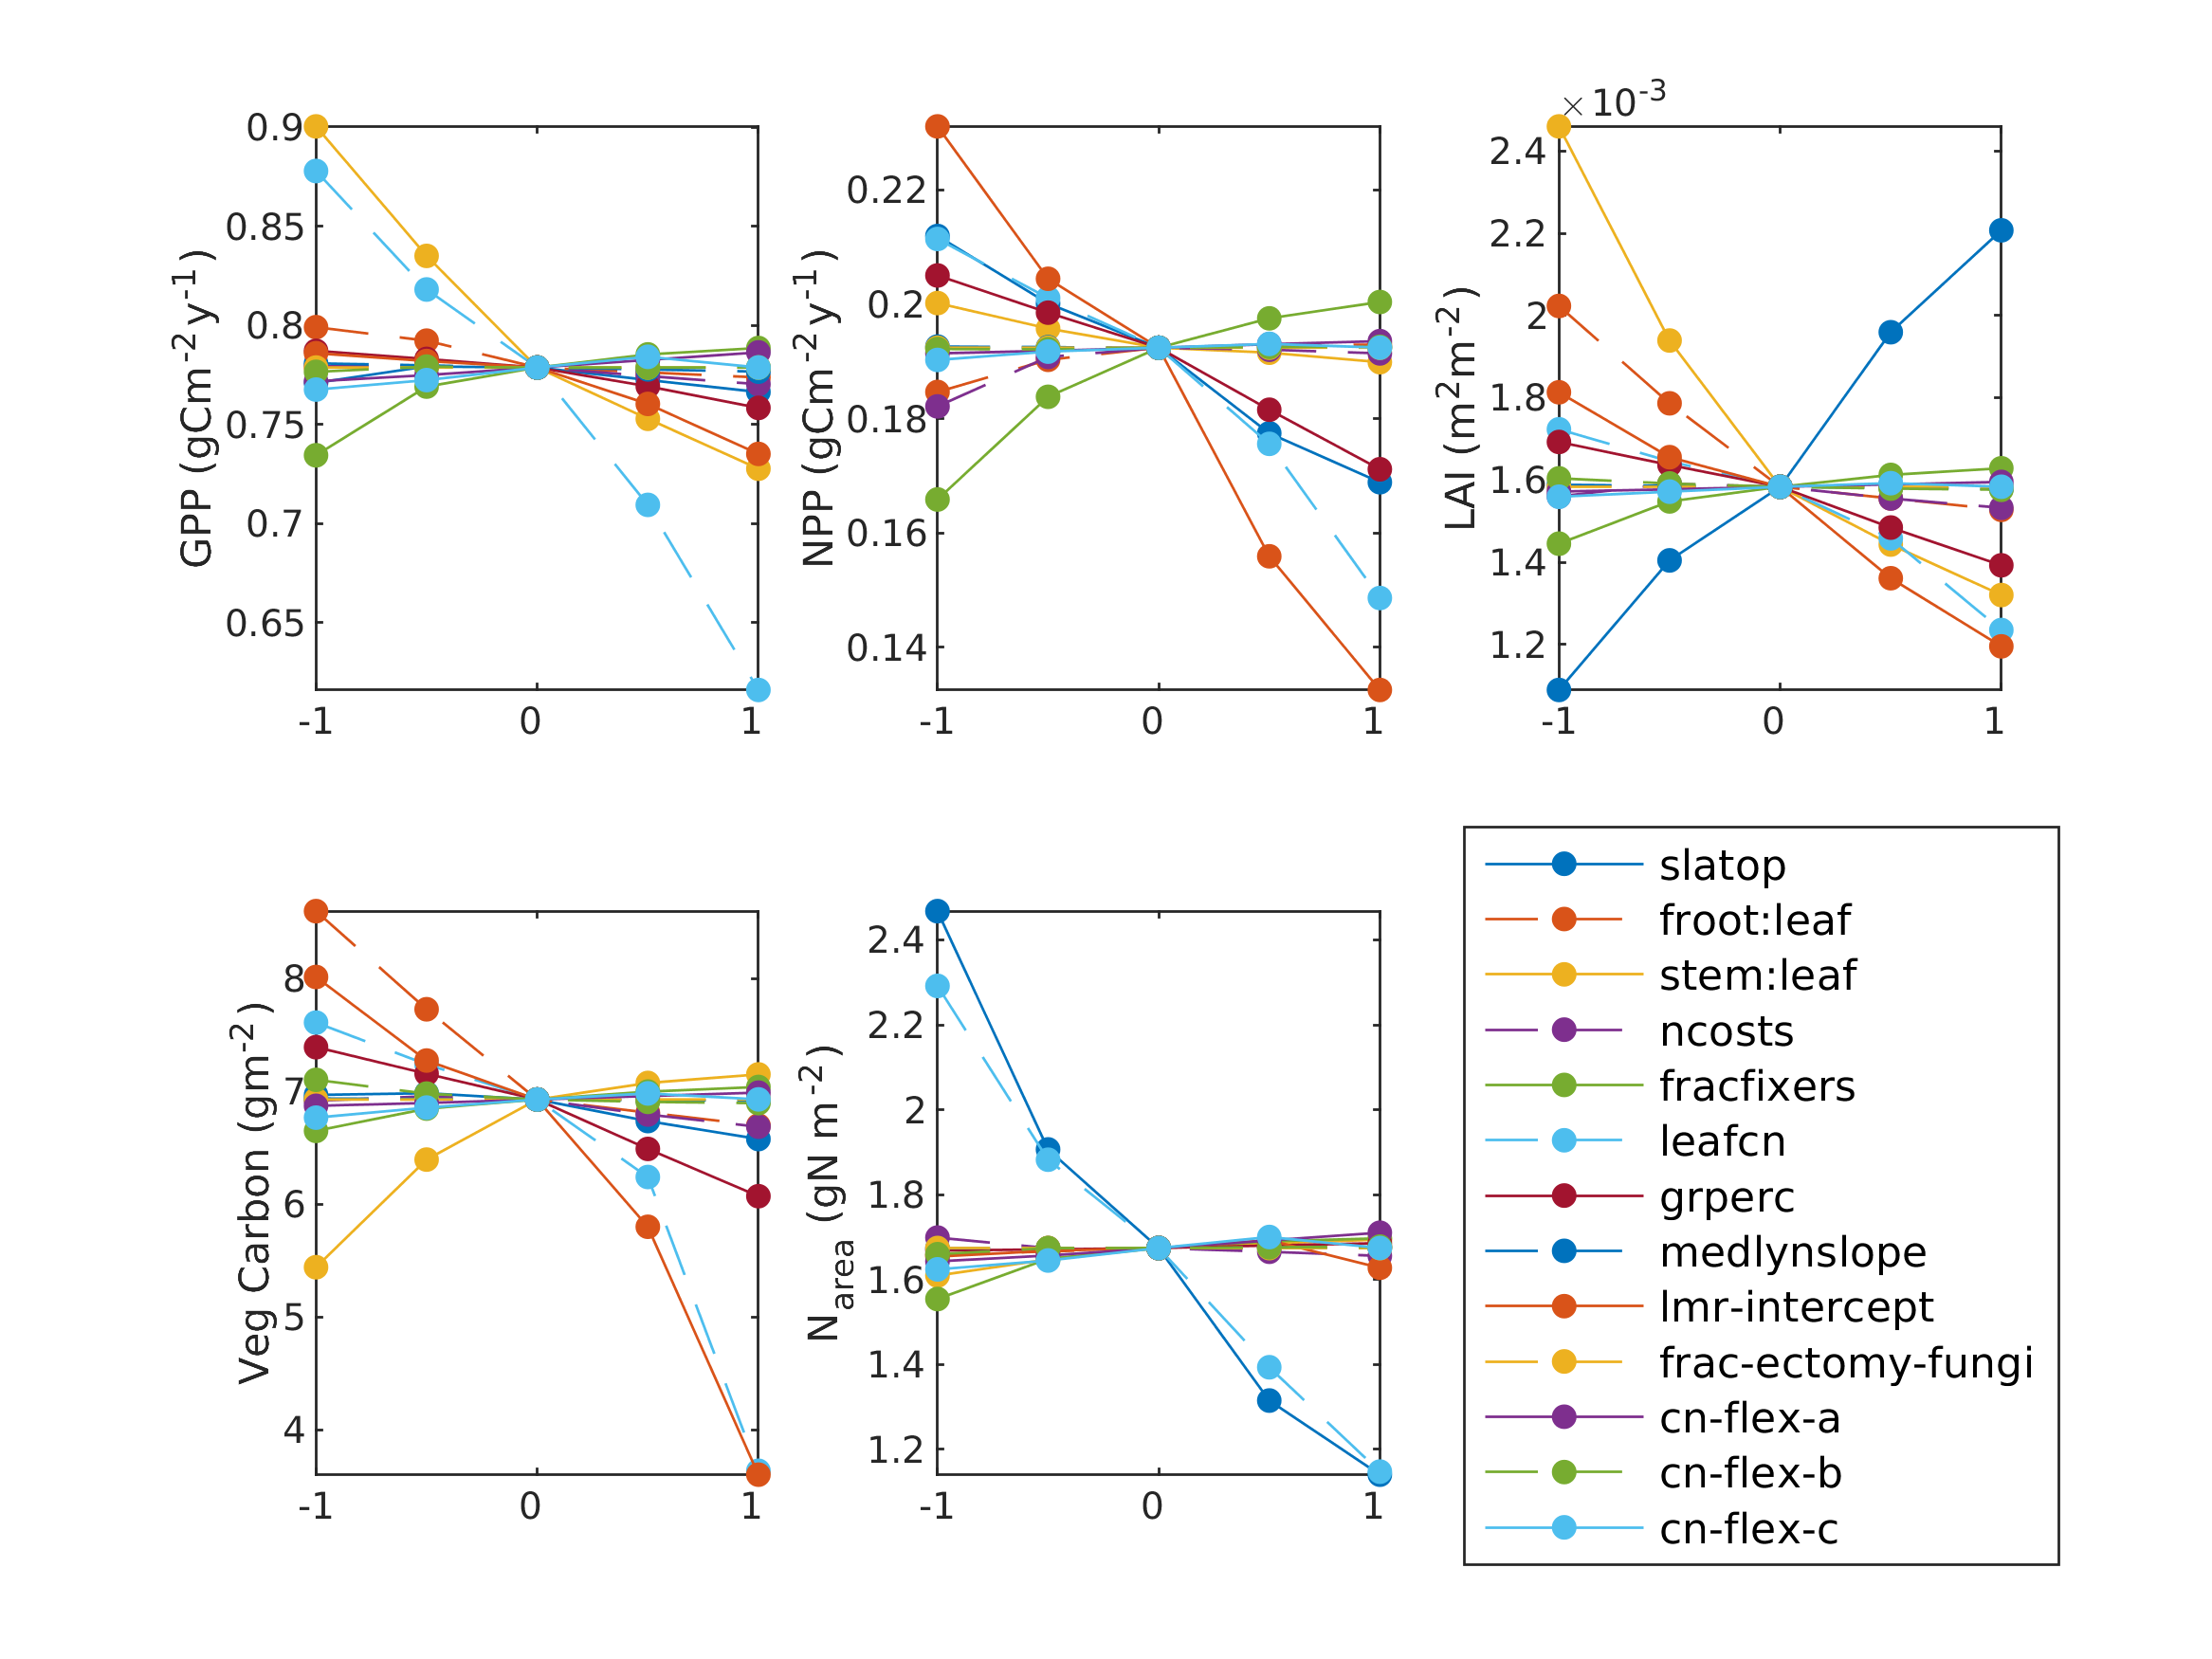 GPP (gCm-2y-1)
0.9
0.85
0.8
0.75
0.7
0.65
-1 0 1
NPP (gCm-2y-1)
0.22
0.2
0.18
0.16
0.14
-1 0 1
×10-3
LAI (m2m-2)
2.4
2.2
2
1.8
1.6
1.4
1.2
-1 0 1
Veg Carbon (gm-2)
8
7
6
5
4
-1 0 1
Narea (gN m-2)
2.4
2.2
2
1.8
1.6
1.4
1.2
-1 0 1
slatop
froot:leaf
stem:leaf
ncosts
fracfixers
leafcn
grperc
medlynslope
lmr-intercept
frac-ectomy-fungi
cn-flex-a
cn-flex-b
cn-flex-c